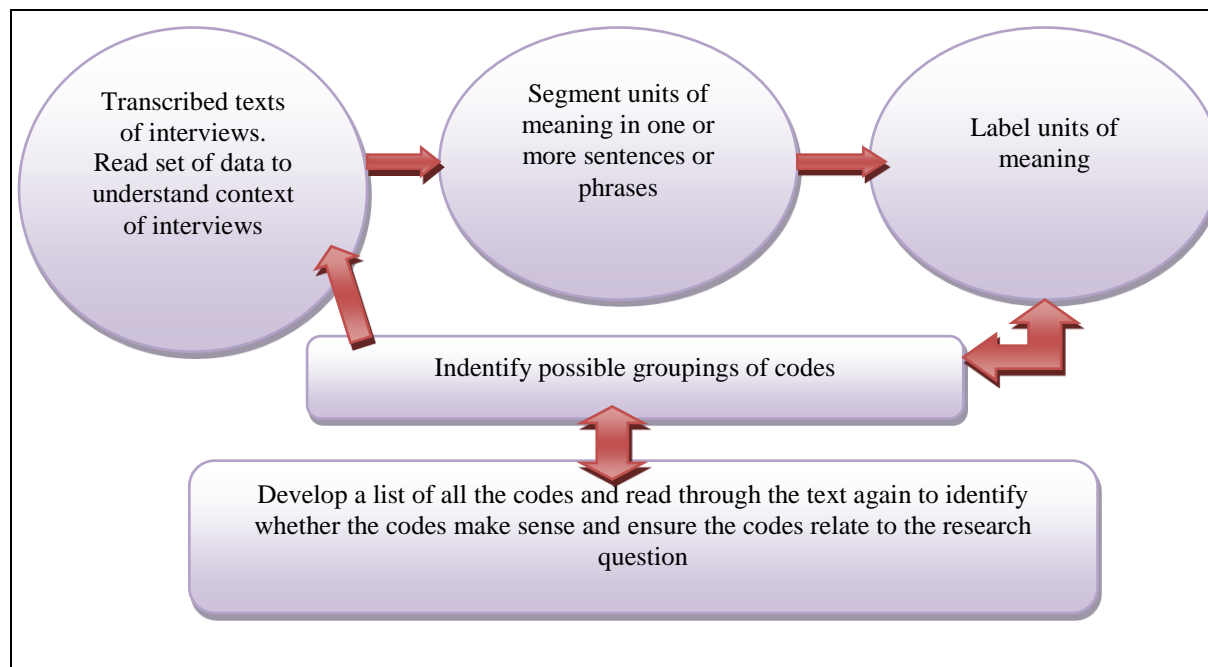 Transcribed texts
of interviews.
Read set of data to
understand context
of interviews
Segment units of
meaning in one or
more sentences or
phrases
Label units of
meaning
Indentify possible groupings of codes
Develop a list of all the codes and read through the text again to identify
whether the codes make sense and ensure the codes relate to the research
question